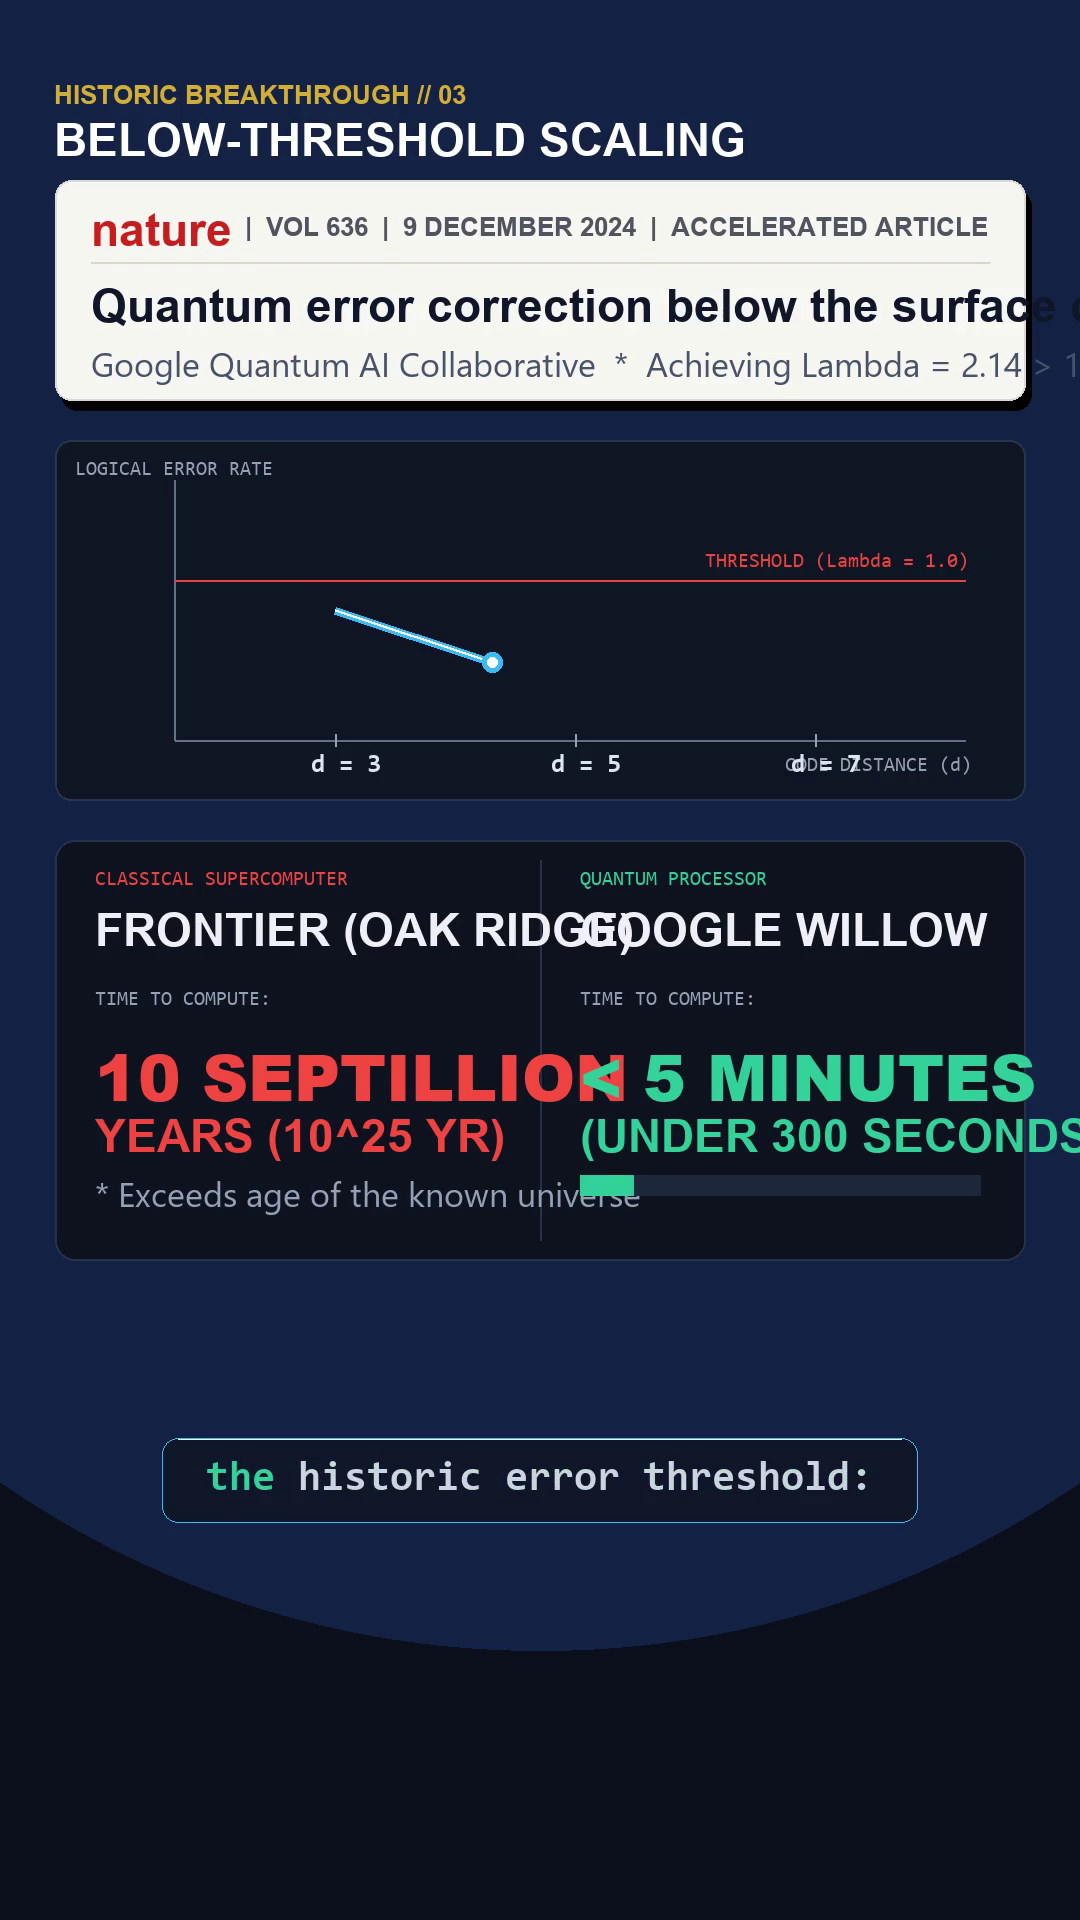 HISTORIC BREAKTHROUGH // 03
BELOW-THRESHOLD SCALING
nature | VOL 636 | 9 DECEMBER 2024 | ACCELERATED ARTICLE
Quantum error correction below the surface
Google Quantum AI Collaborative * Achieving Lambda = 2.14 > 1
LOGICAL ERROR RATE
THRESHOLD (Lambda = 1.0)
d = 3
d = 5
d = 7
CODE DISTANCE (d)
CLASSICAL SUPERCOMPUTER
FRONTIER (OAK RIDGE)
TIME TO COMPUTE:
10 SEPTILLION
YEARS (10^25 YR)
* Exceeds age of the known universe
QUANTUM PROCESSOR
GOOGLE WILLOW
TIME TO COMPUTE:
< 5 MINUTES
(UNDER 300 SECONDS
the historic error threshold: